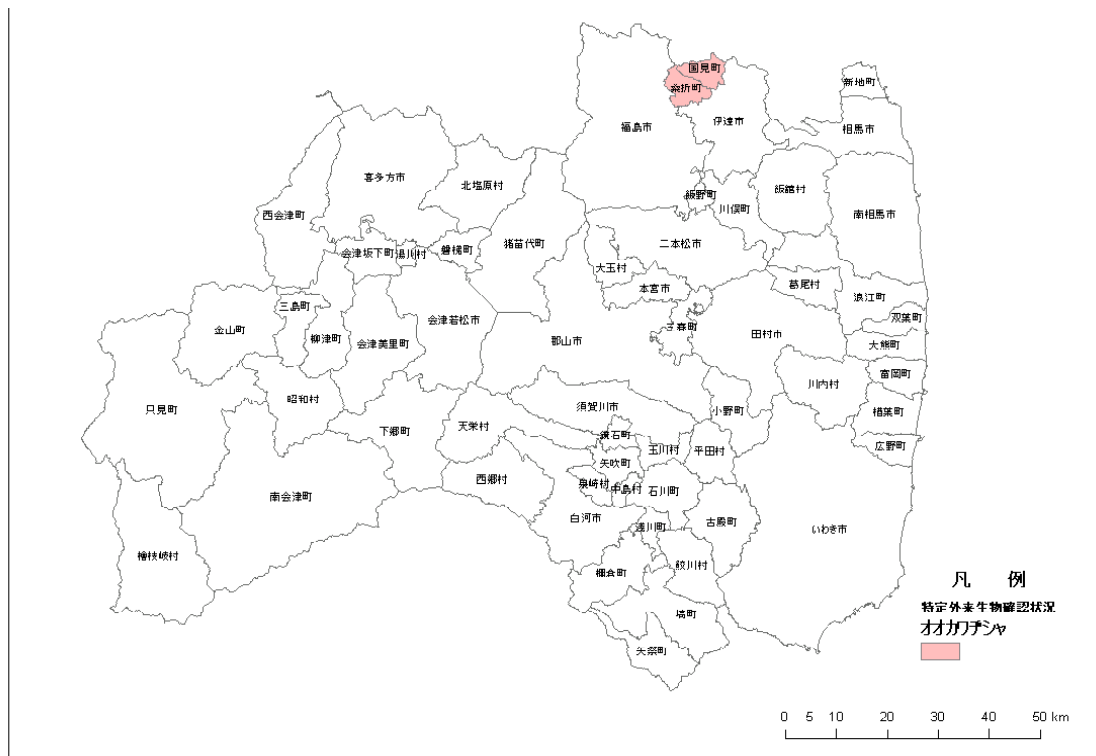 国見町
桑折町
新地町
福島市
伊達市
相馬市
喜多方市
北塩原村
飯野町
川俣町
飯舘村
南相馬市
西会津町
会津坂下町
湯川村
磐梯町
猪苗代町
二本松市
大玉村
本宮市
葛尾村
浪江町
双葉町
三島町
金山町
柳津町
会津美里町
会津若松市
郡山市
三春町
田村市
大熊町
富岡町
川内村
只見町
昭和村
下郷町
天栄村
須賀川市
小野町
楢葉町
広野町
鏡石町
玉川村
平田村
矢吹町
西郷村
泉崎村
中島村
石川町
南会津町
白河市
浅川町
古殿町
いわき市
檜枝岐村
棚倉町
鮫川村
塙町
矢祭町
凡 例
特定外来生物確認状況
オオカワヂシャ
0 5 10 20 30 40 50 km